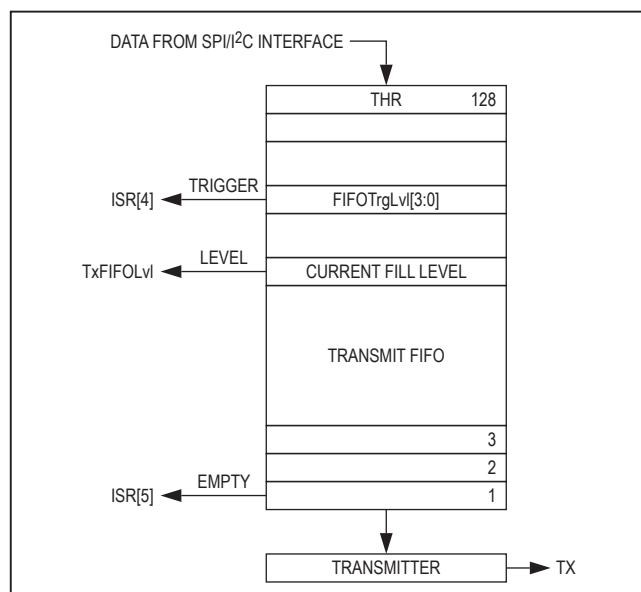 DATA FROM SPI/I²C INTERFACE
THR 128
TRIGGER
ISR[4]
FIFOTrgLvl[3:0]
LEVEL
TxFIFOLvl
CURRENT FILL LEVEL
TRANSMIT FIFO
3
2
EMPTY
ISR[5]
1
TRANSMITTER
TX